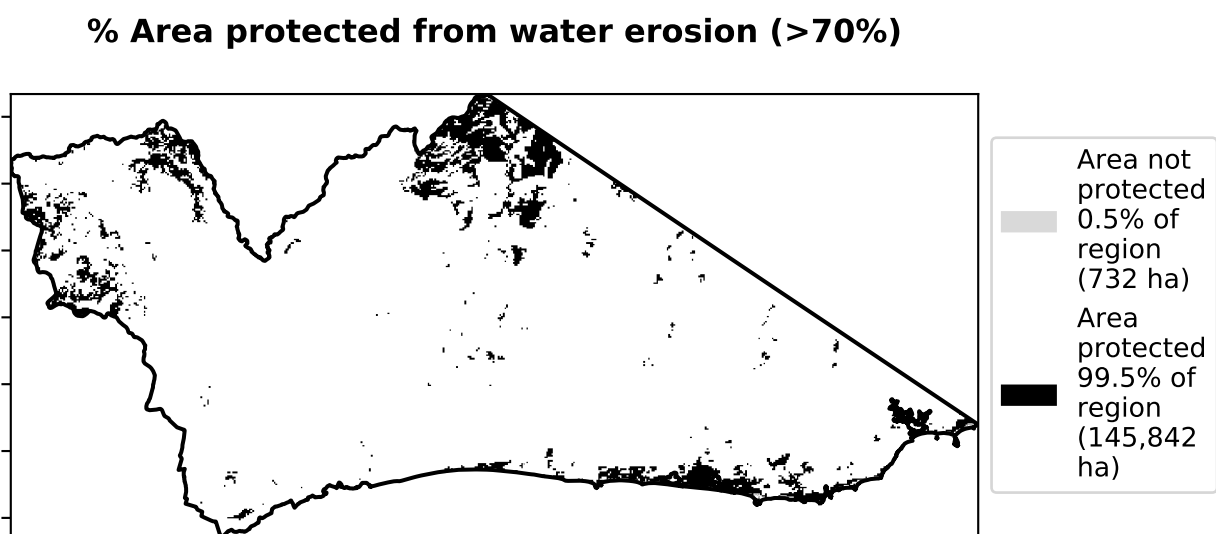 % Area protected from water erosion (>70%)
Area not
protected
0.5% of
region
(732 ha)
Area
protected
99.5% of
region
(145,842
ha)